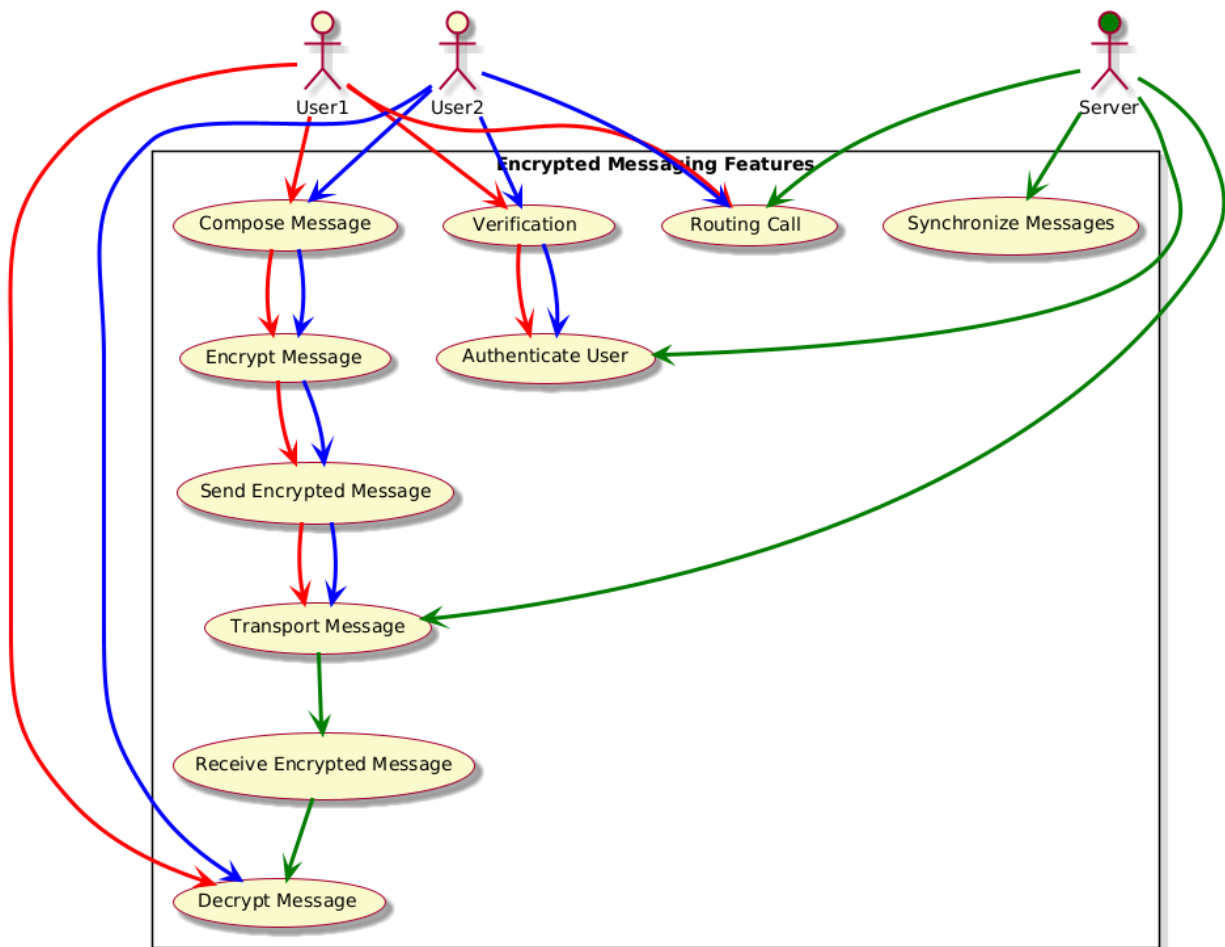 User1
User2
Server
Encrypted Messaging Features
Compose Message
Verification
Routing Call
Synchronize Messages
Encrypt Message
Authenticate User
Send Encrypted Message
Transport Message
Receive Encrypted Message
Decrypt Message